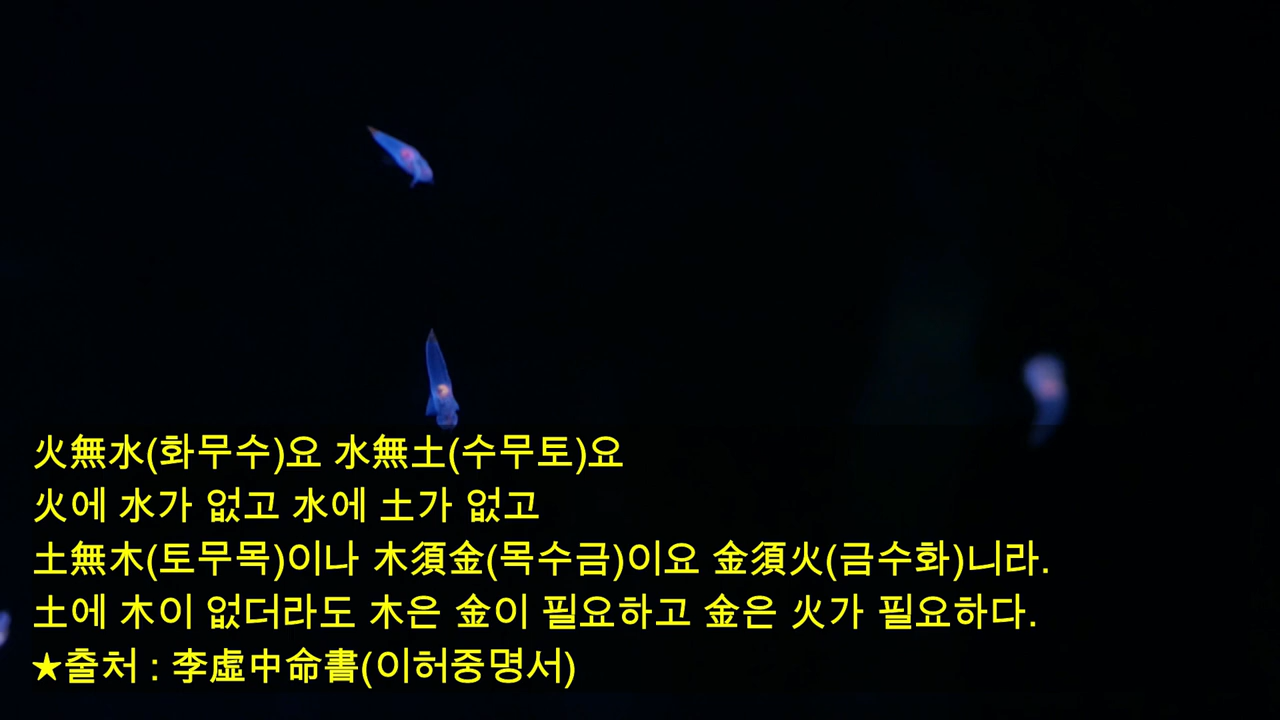 火無水(화무수)요 水無土(수무토)요
火에 水가 없고 水에 土가 없고
土無木(토무목)이나 木須金(목수금)이요 金須火(금수화)니라.
土에 木이 없더라도 木은 金이 필요하고 金은 火가 필요하다.
★출처 : 李虛中命書(이허중명서)